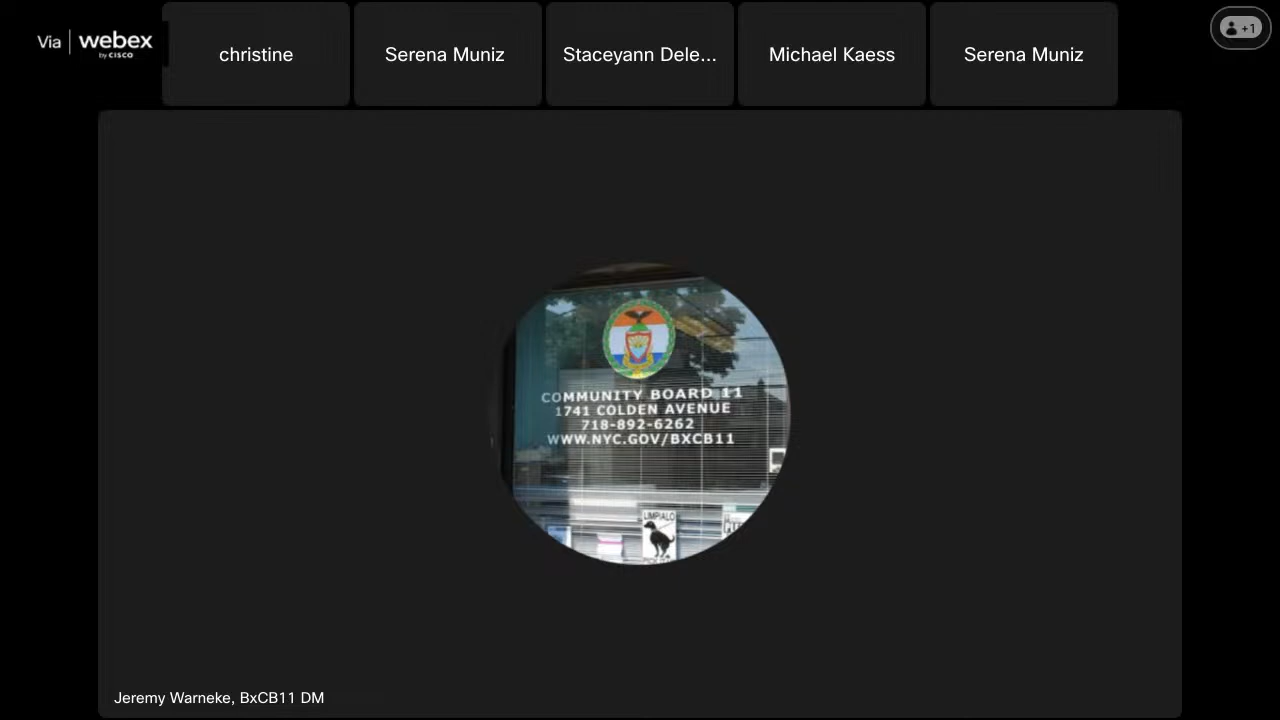 Via webex
by CISCO
christine
Serena Muniz
Staceyann Dele...
Michael Kaess
Serena Muniz
+1
COMMUNITY BOARD 11
1741 COLDEN AVENUE
718-892-6262
WWW.NYC.GOV/BXCB11
LIMPIALO
Jeremy Warneke, BxCB11 DM